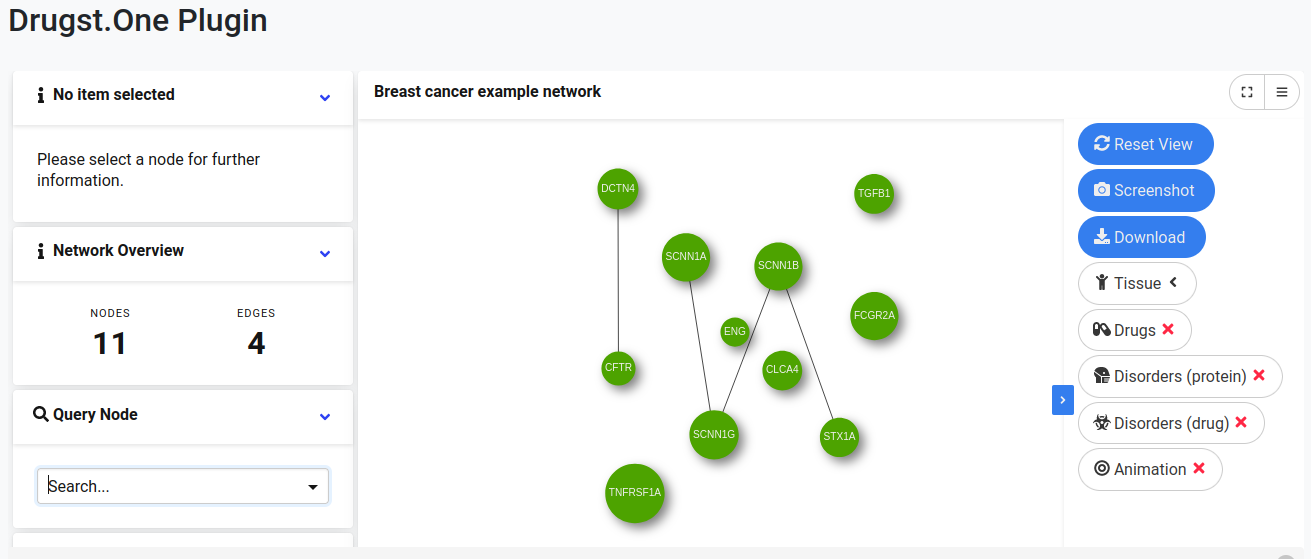 Drugst.One Plugin
No item selected
Please select a node for further
information.
Network Overview
NODES
EDGES
11
4
Query Node
Search...
Breast cancer example network
DCTN4
TGFB1
SCNN1A
SCNN1B
FCGR2A
ENG
CFTR
CLCA4
SCNN1G
STX1A
TNFRSF1A
Reset View
Screenshot
Download
Tissue
Drugs
Disorders (protein)
Disorders (drug)
Animation